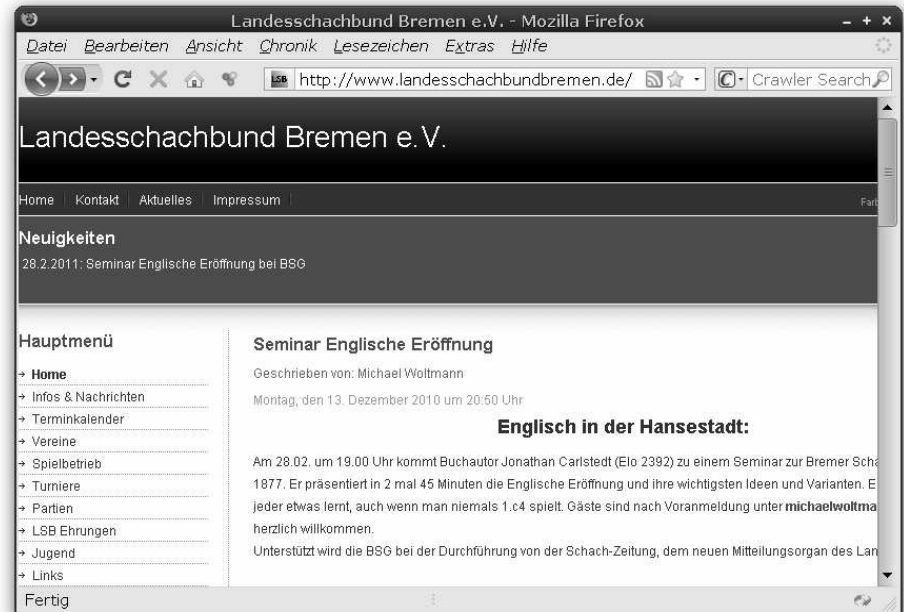 Landesschachbund Bremen e.V. - Mozilla Firefox
Datei Bearbeiten Ansicht Chronik Lesezeichen Extras Hilfe
LSB http://www.landesschachbundbremen.de/ Crawler Search
Landesschachbund Bremen e.V.
Home Kontakt Aktuelles Impressum Farb
Neuigkeiten
28.2.2011: Seminar Englische Eröffnung bei BSG
Hauptmenü
Home
Infos & Nachrichten
Terminkalender
Vereine
Spielbetrieb
Turniere
Partien
LSB Ehrungen
Jugend
Links
Seminar Englische Eröffnung
Geschrieben von: Michael Woltmann
Montag, den 13. Dezember 2010 um 20:50 Uhr
Englisch in der Hansestadt:
Am 28.02. um 19.00 Uhr kommt Buchautor Jonathan Carlstedt (Elo 2392) zu einem Seminar zur Bremer Scha
1877. Er präsentiert in 2 mal 45 Minuten die Englische Eröffnung und ihre wichtigsten Ideen und Varianten. E
jeder etwas lernt, auch wenn man niemals 1.c4 spielt. Gäste sind nach Voranmeldung unter michaelwoltma
herzlich willkommen.
Unterstützt wird die BSG bei der Durchführung von der Schach-Zeitung, dem neuen Mitteilungsorgan des Lan
Fertig